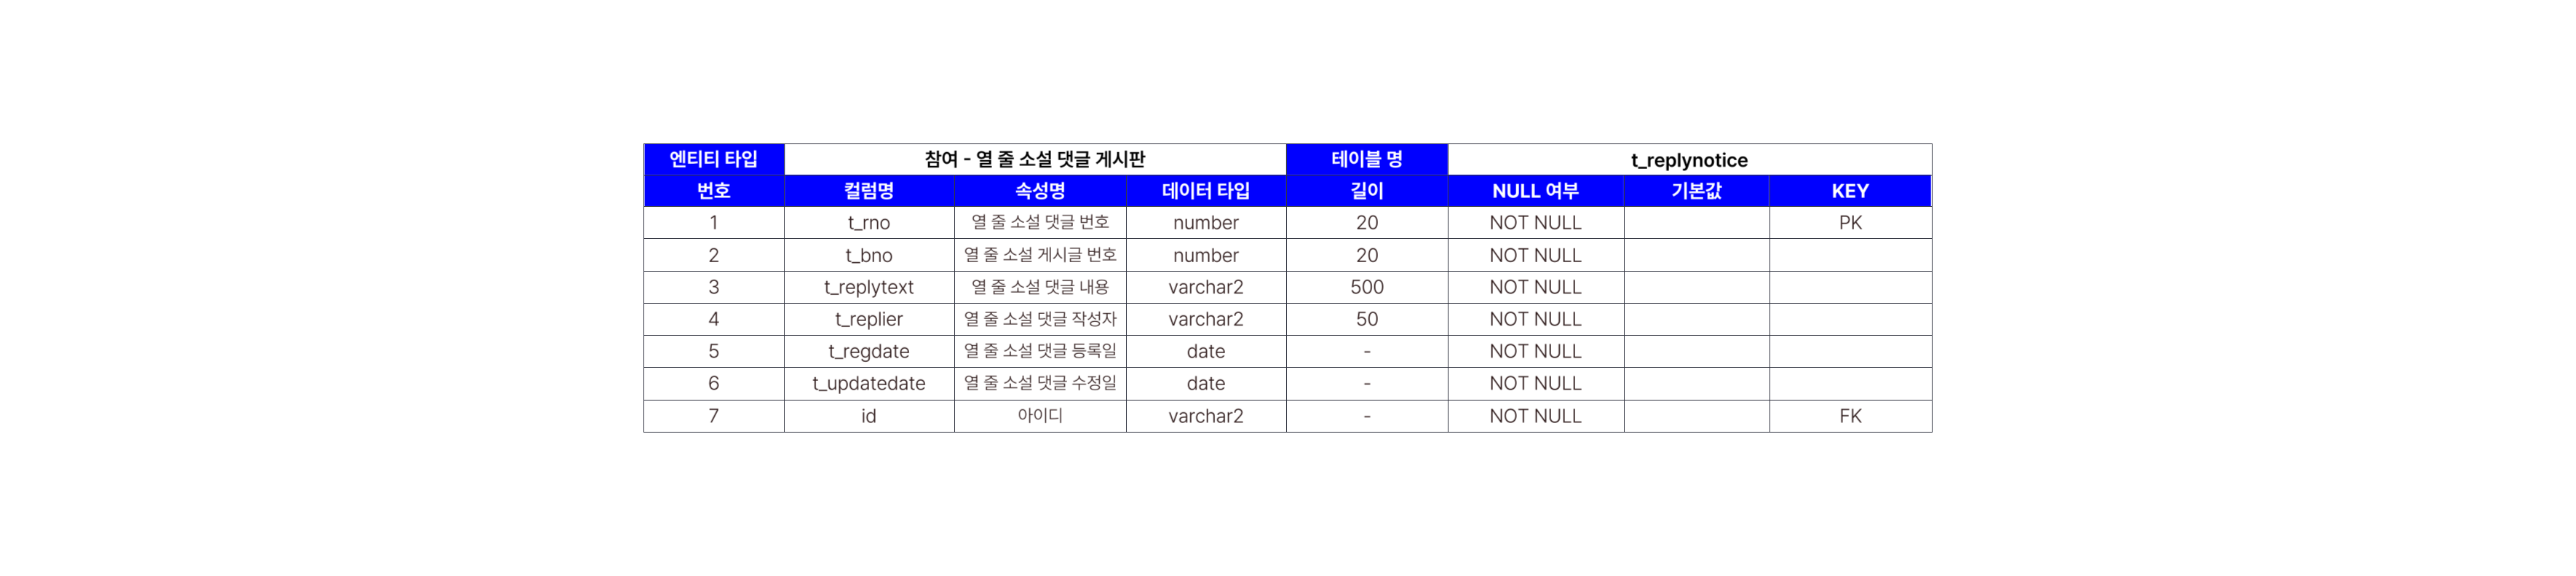 엔티티 타입 참여 - 열 줄 소설 댓글 게시판 테이블 명 t_replynotice
번호 컬럼명 속성명 데이터 타입 길이 NULL 여부 기본값 KEY
1 t_rno 열 줄 소설 댓글 번호 number 20 NOT NULL PK
2 t_bno 열 줄 소설 게시글 번호 number 20 NOT NULL
3 t_replytext 열 줄 소설 댓글 내용 varchar2 500 NOT NULL
4 t_replier 열 줄 소설 댓글 작성자 varchar2 50 NOT NULL
5 t_regdate 열 줄 소설 댓글 등록일 date - NOT NULL
6 t_updatedate 열 줄 소설 댓글 수정일 date - NOT NULL
7 id 아이디 varchar2 - NOT NULL FK